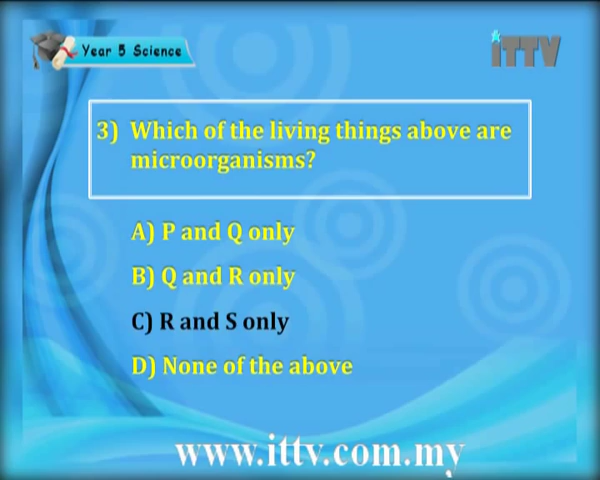 Year 5 Science
iTTV
3) Which of the living things above are
microorganisms?
A) P and Q only
B) Q and R only
C) R and S only
D) None of the above
www.ittv.com.my